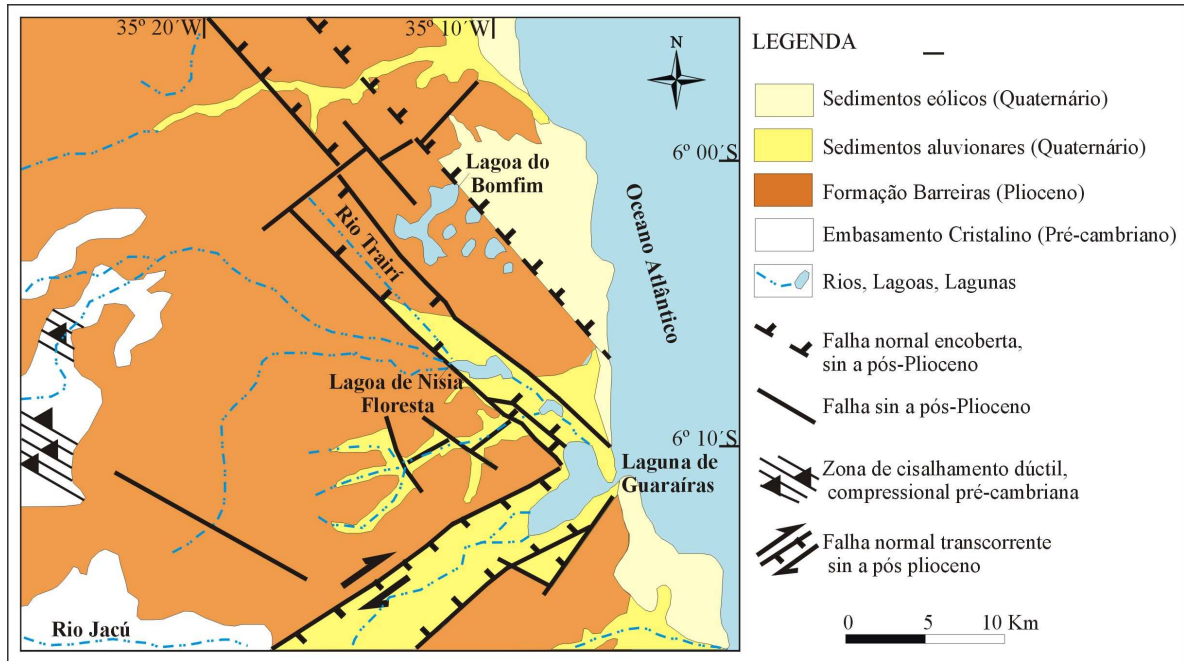 35º 20´W
35º 10´W
N
6º 00´S
Lagoa do
Bomfim
Oceano Atlântico
Rio Traírí
Lagoa de Nisia
Floresta
6º 10´S
Laguna de
Guaraíras
Rio Jacú
LEGENDA
Sedimentos eólicos (Quaternário)
Sedimentos aluvionares (Quaternário)
Formação Barreiras (Plioceno)
Embasamento Cristalino (Pré-cambriano)
Rios, Lagoas, Lagunas
Falha nornal encoberta,
sin a pós-Plioceno
Falha sin a pós-Plioceno
Zona de cisalhamento dúctil,
compressional pré-cambriana
Falha normal transcorrente
sin a pós plioceno
0 5 10 Km